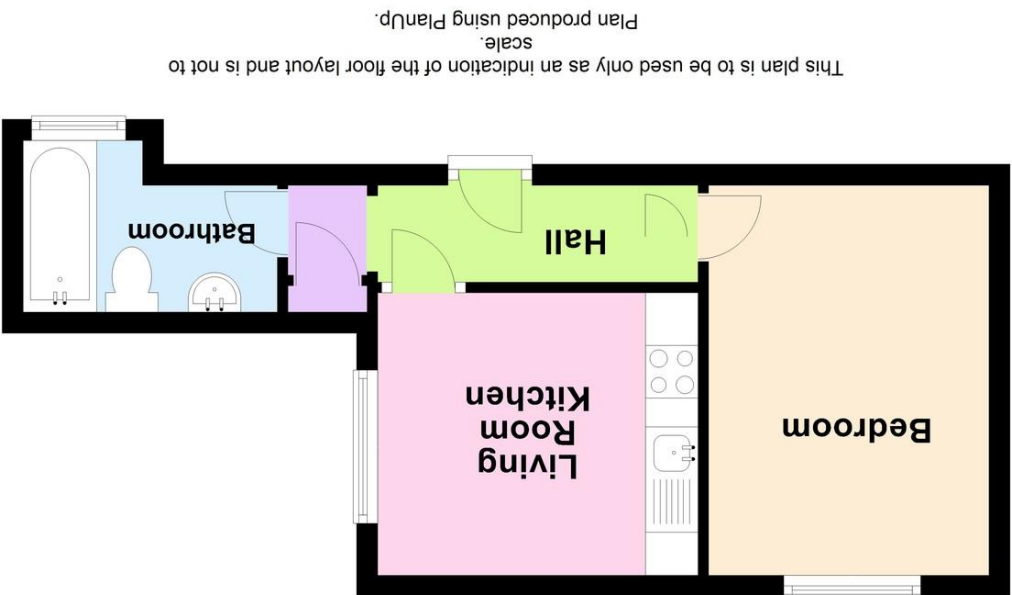 Bedroom
Living
Room
Kitchen
Hall
Bathroom
This plan is to be used only as an indication of the floor layout and is not to
scale.
Plan produced using PlanUp.